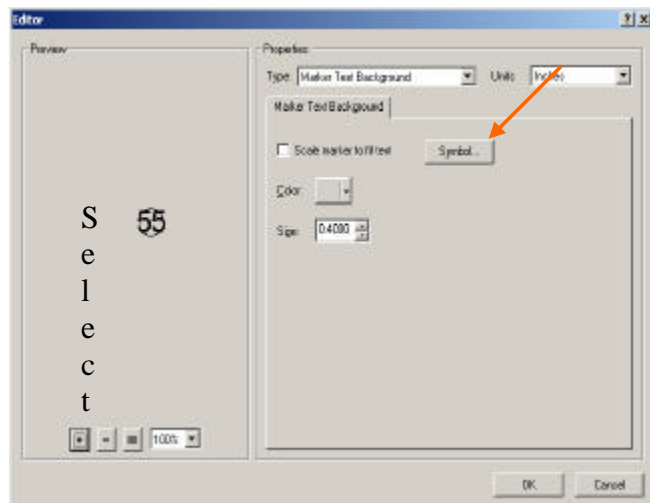 Editor
Preview
Properties:
Type: Marker Text Background
Units: Inches
Marker Text Background
Scale marker to fit text
Symbol...
Color:
55
Size: 0.4000
S
e
l
e
c
t
100%
OK
Cancel